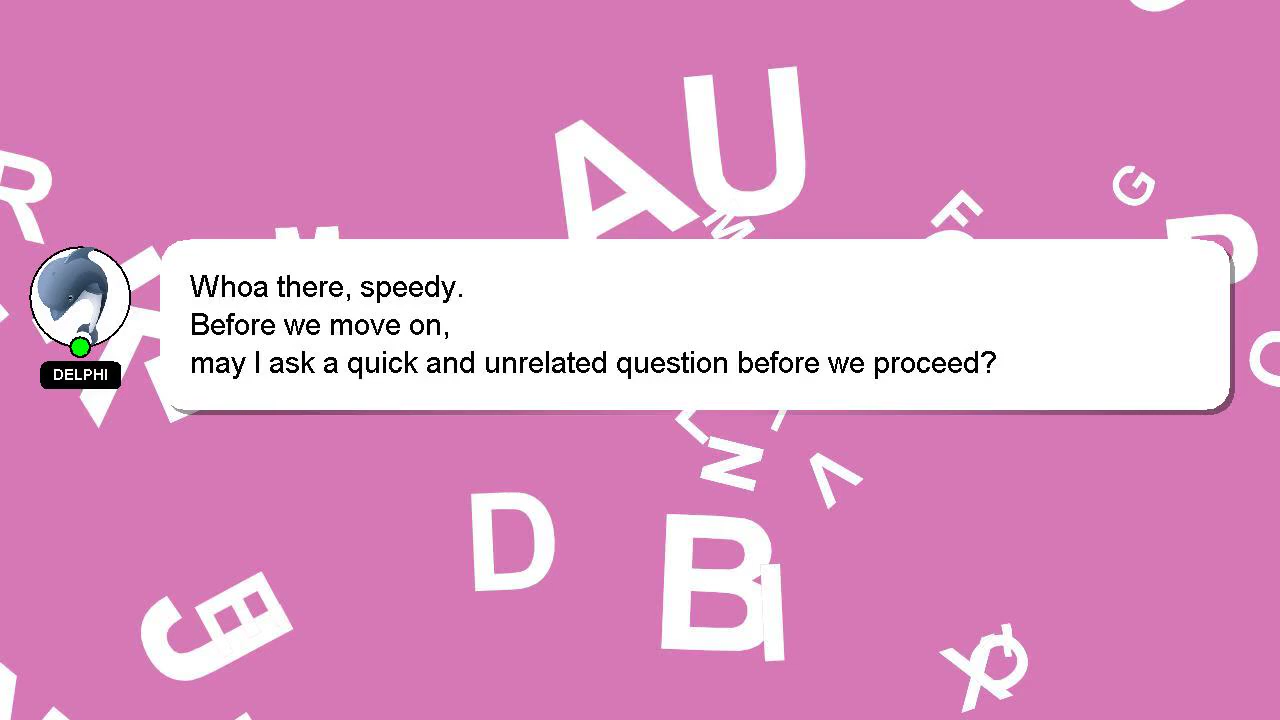 Whoa there, speedy.
Before we move on,
may I ask a quick and unrelated question before we proceed?
DELPHI
A
U
R
M
M
F
G
D
L
N
V
D
B
I
C
E
X
Q